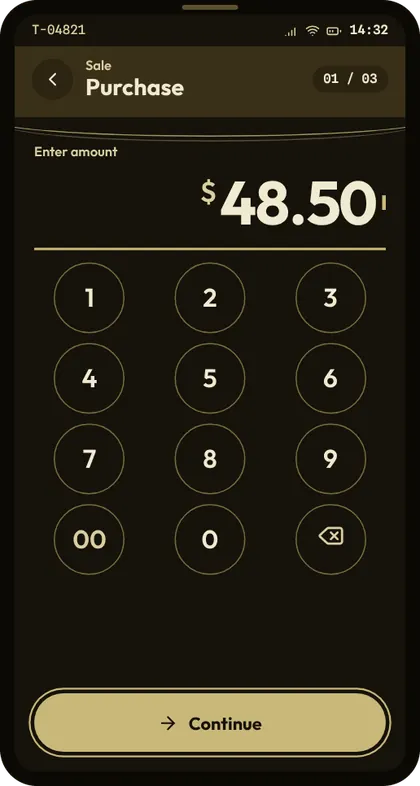 T-04821 14:32
Sale
Purchase
01 / 03
Enter amount
$48.50
1 2 3
4 5 6
7 8 9
00 0
Continue